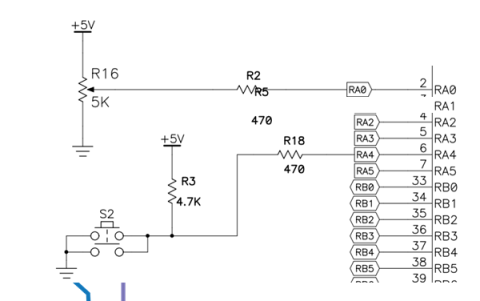 +5V
R16
5K
R2
R5
470
RA0
2
RA0
RA1
RA2
4
RA2
RA3
5
RA3
+5V
R18
470
RA4
6
RA4
RA5
7
RA5
R3
4.7K
RB0
33
RB0
RB1
34
RB1
S2
RB2
35
RB2
RB3
36
RB3
RB4
37
RB4
RB5
38
RB5
39